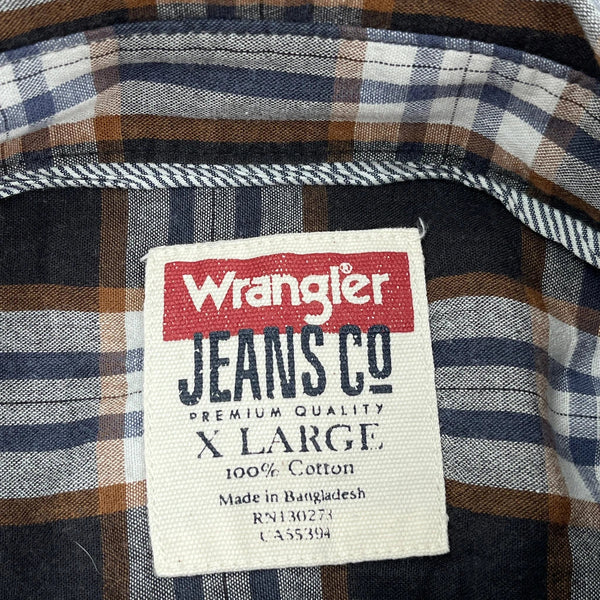 Wrangler®
JEANS CO
PREMIUM QUALITY
X LARGE
100% Cotton
Made in Bangladesh
RN130273
CA55394